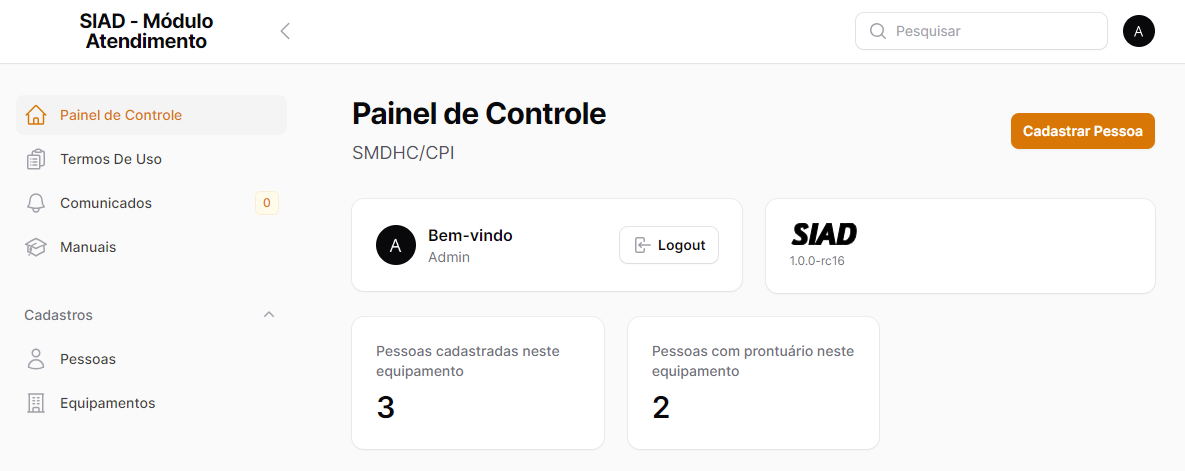 SIAD - Módulo
Atendimento
Pesquisar
A
Painel de Controle
Termos De Uso
Comunicados
0
Manuais
Cadastros
Pessoas
Equipamentos
Painel de Controle
SMDHC/CPI
Cadastrar Pessoa
A
Bem-vindo
Admin
Logout
SIAD
1.0.0-rc16
Pessoas cadastradas neste
equipamento
3
Pessoas com prontuário neste
equipamento
2